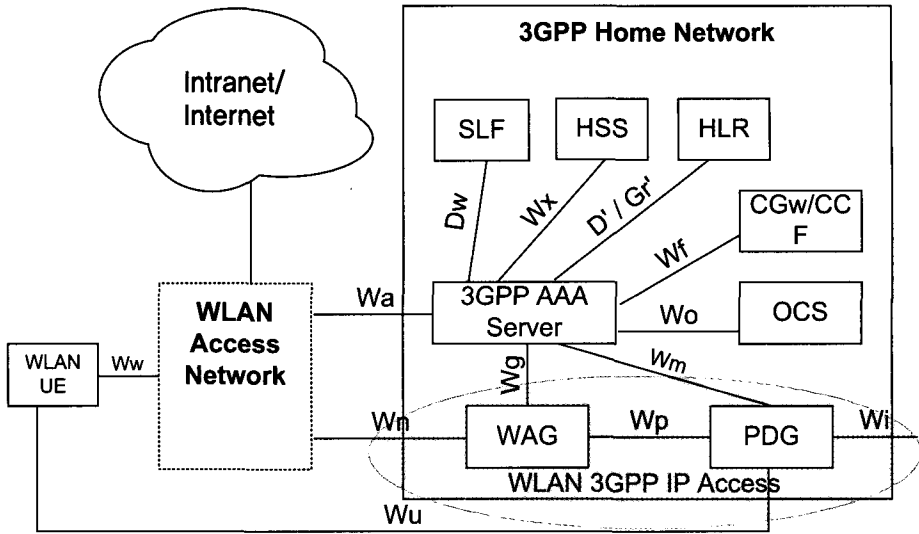 3GPP Home Network
Intranet/
Internet
SLF
HSS
HLR
Dw
Wx
D' / Gr'
CGw/CC
F
Wf
Wa
3GPP AAA
Server
Wo
OCS
WLAN
Access
Network
WLAN
UE
Ww
Wg
Wm
Wn
WAG
Wp
PDG
Wi
WLAN 3GPP IP Access
Wu